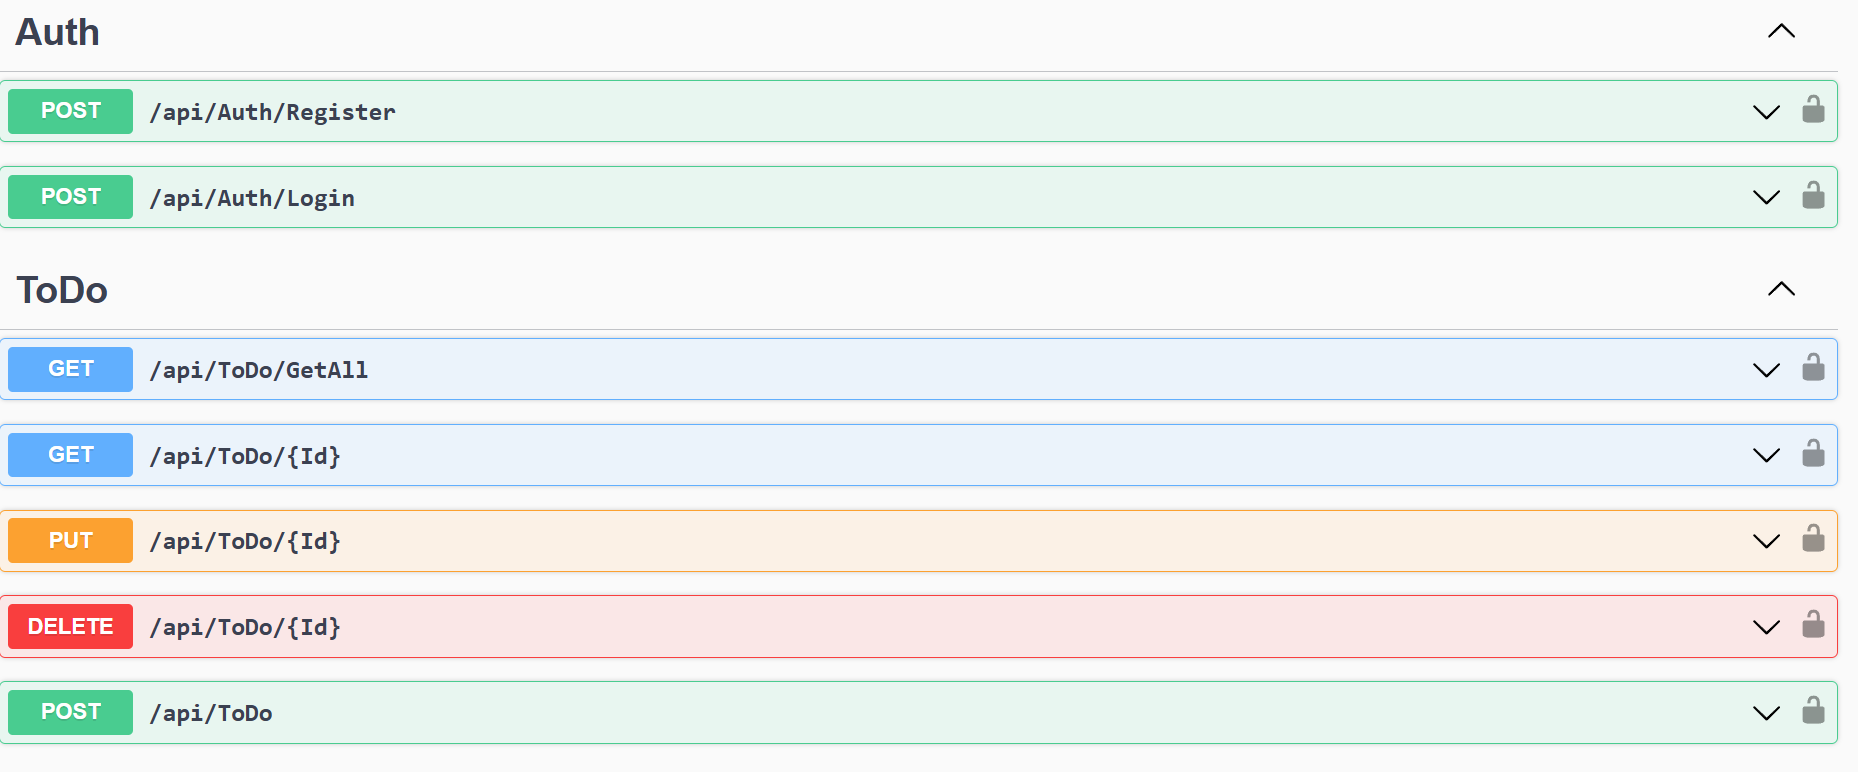 Auth
POST /api/Auth/Register
POST /api/Auth/Login
ToDo
GET /api/ToDo/GetAll
GET /api/ToDo/{Id}
PUT /api/ToDo/{Id}
DELETE /api/ToDo/{Id}
POST /api/ToDo